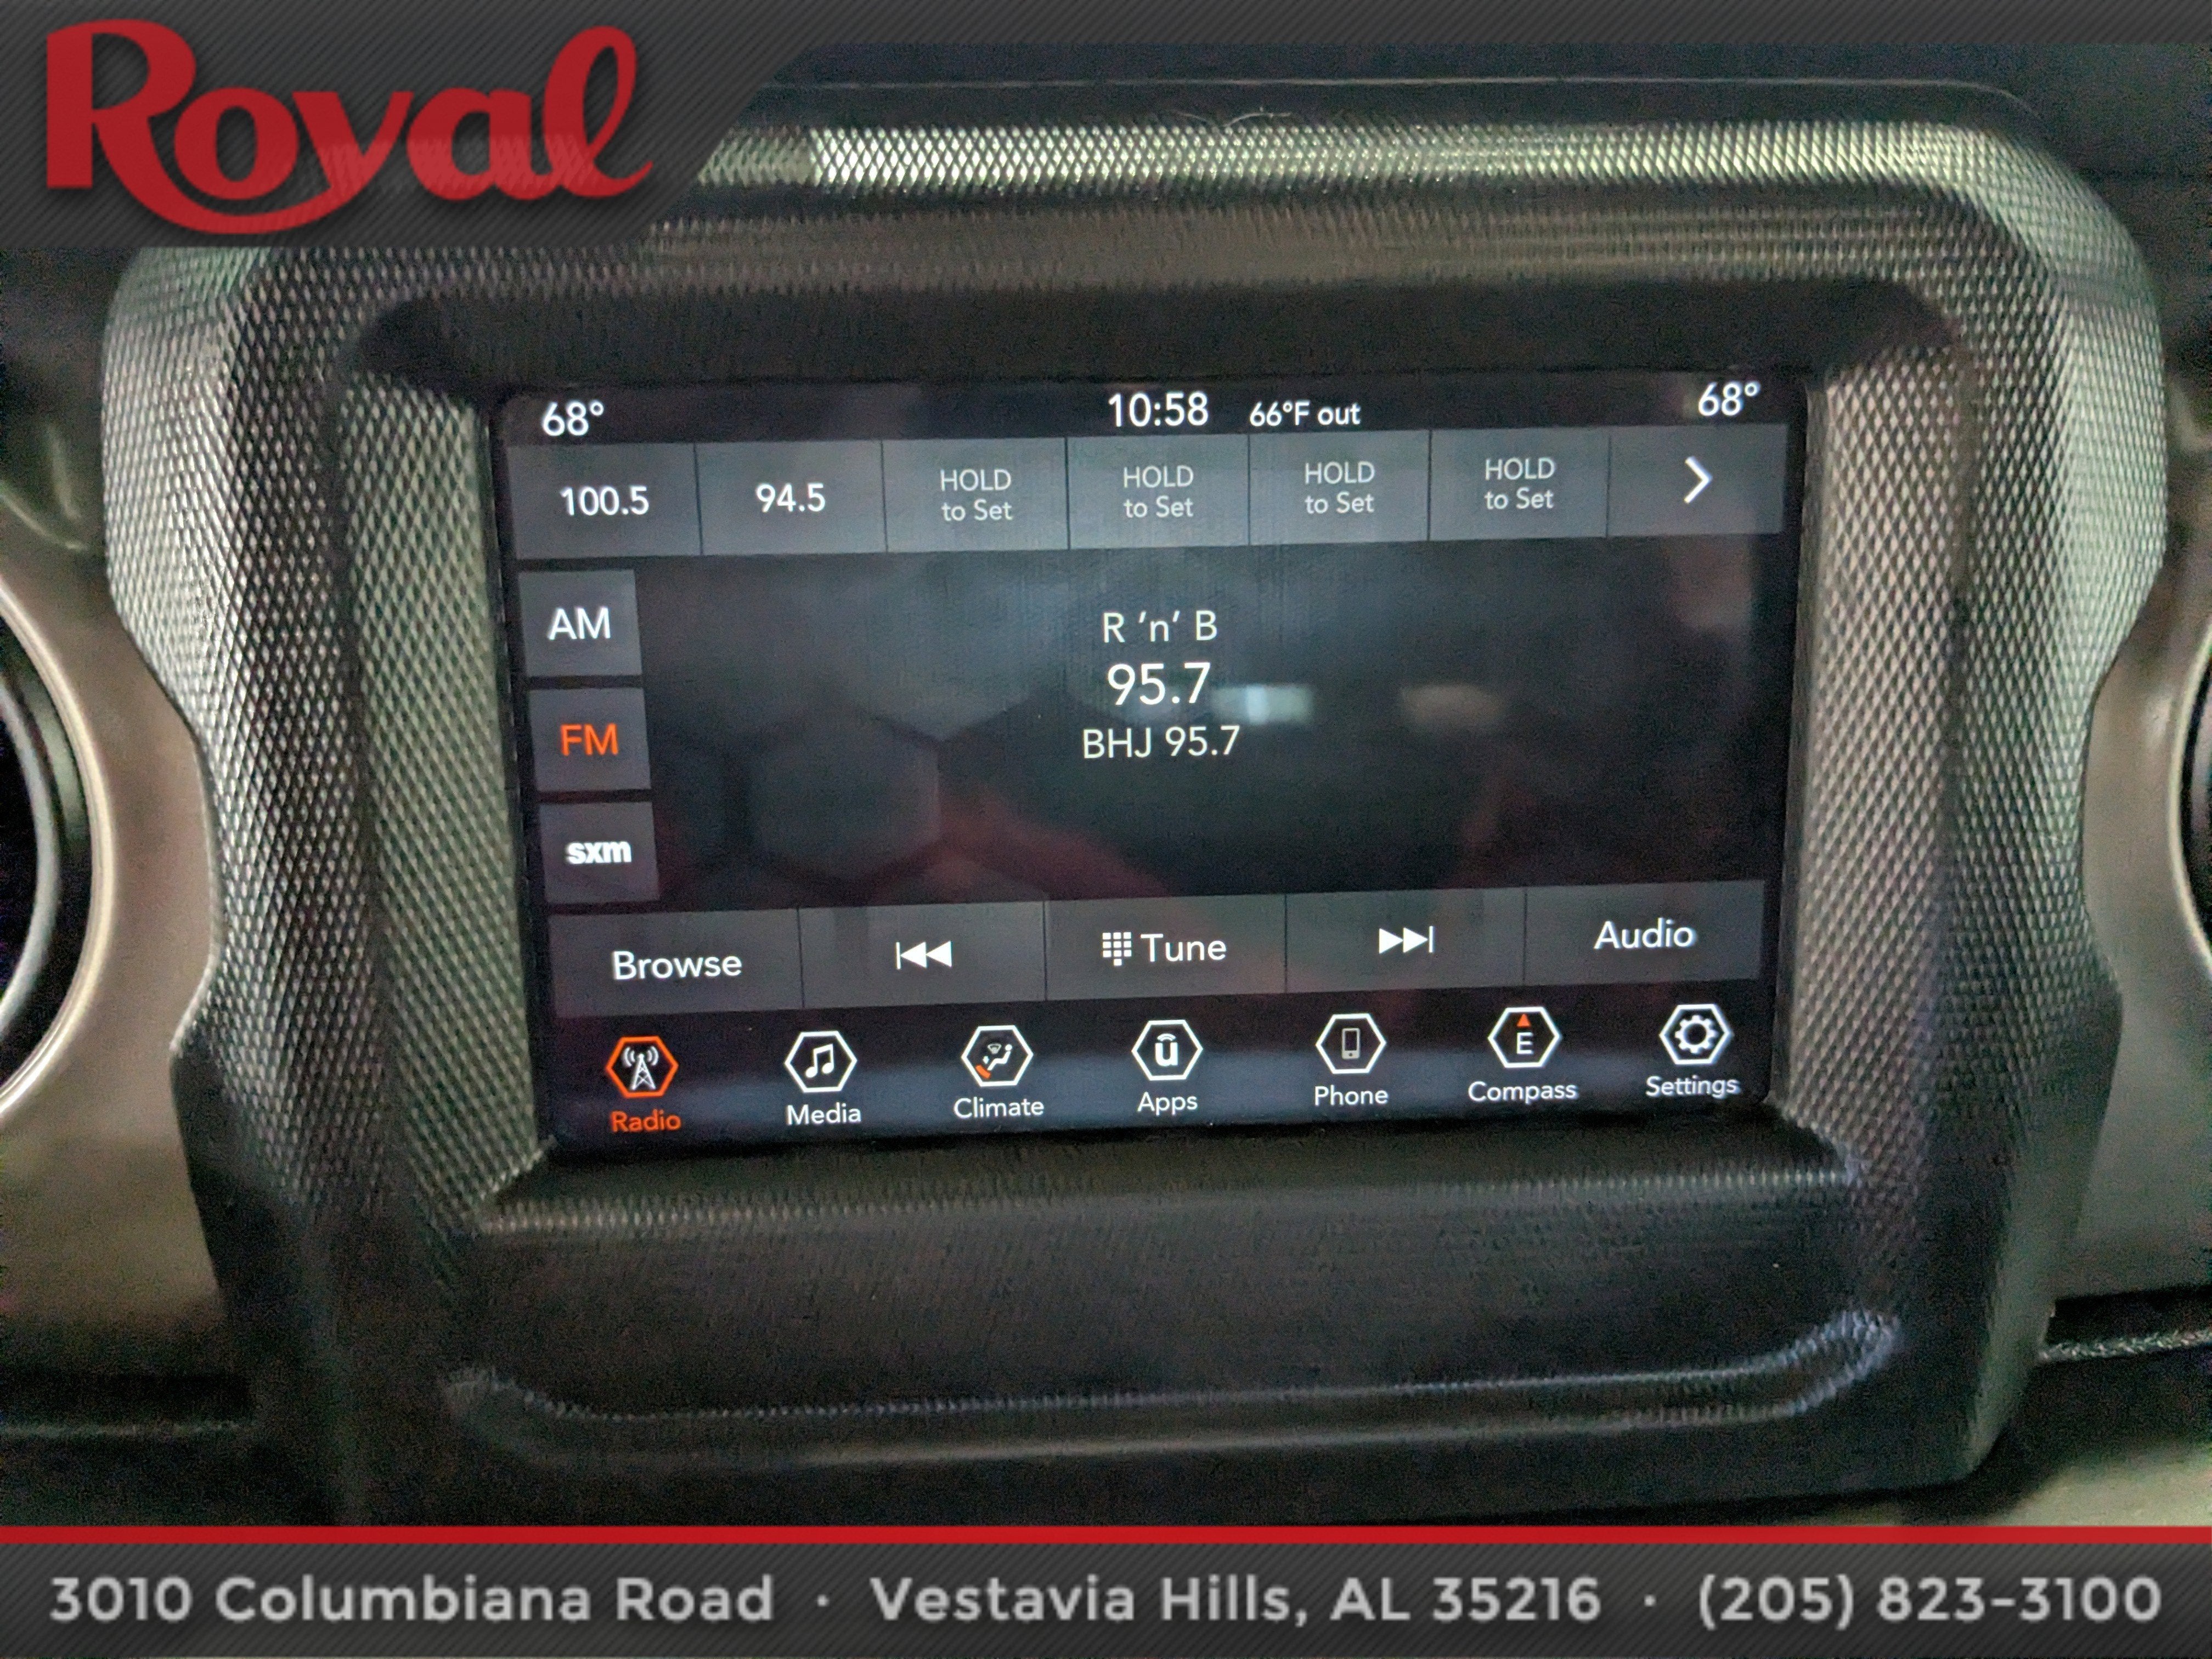 Royal
68° 10:58 66°F out 68°
100.5 94.5 HOLD to Set HOLD to Set HOLD to Set HOLD to Set
AM
R 'n' B
95.7
FM
BHJ 95.7
sxm
Browse Tune Audio
E
Radio Media Climate Apps Phone Compass Settings
3010 Columbiana Road · Vestavia Hills, AL 35216 · (205) 823-3100